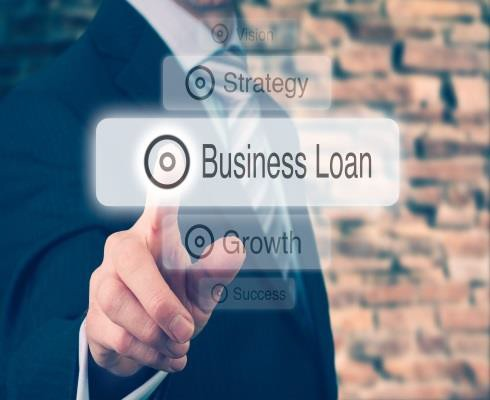 Vision
Strategy
Business Loan
Growth
Success